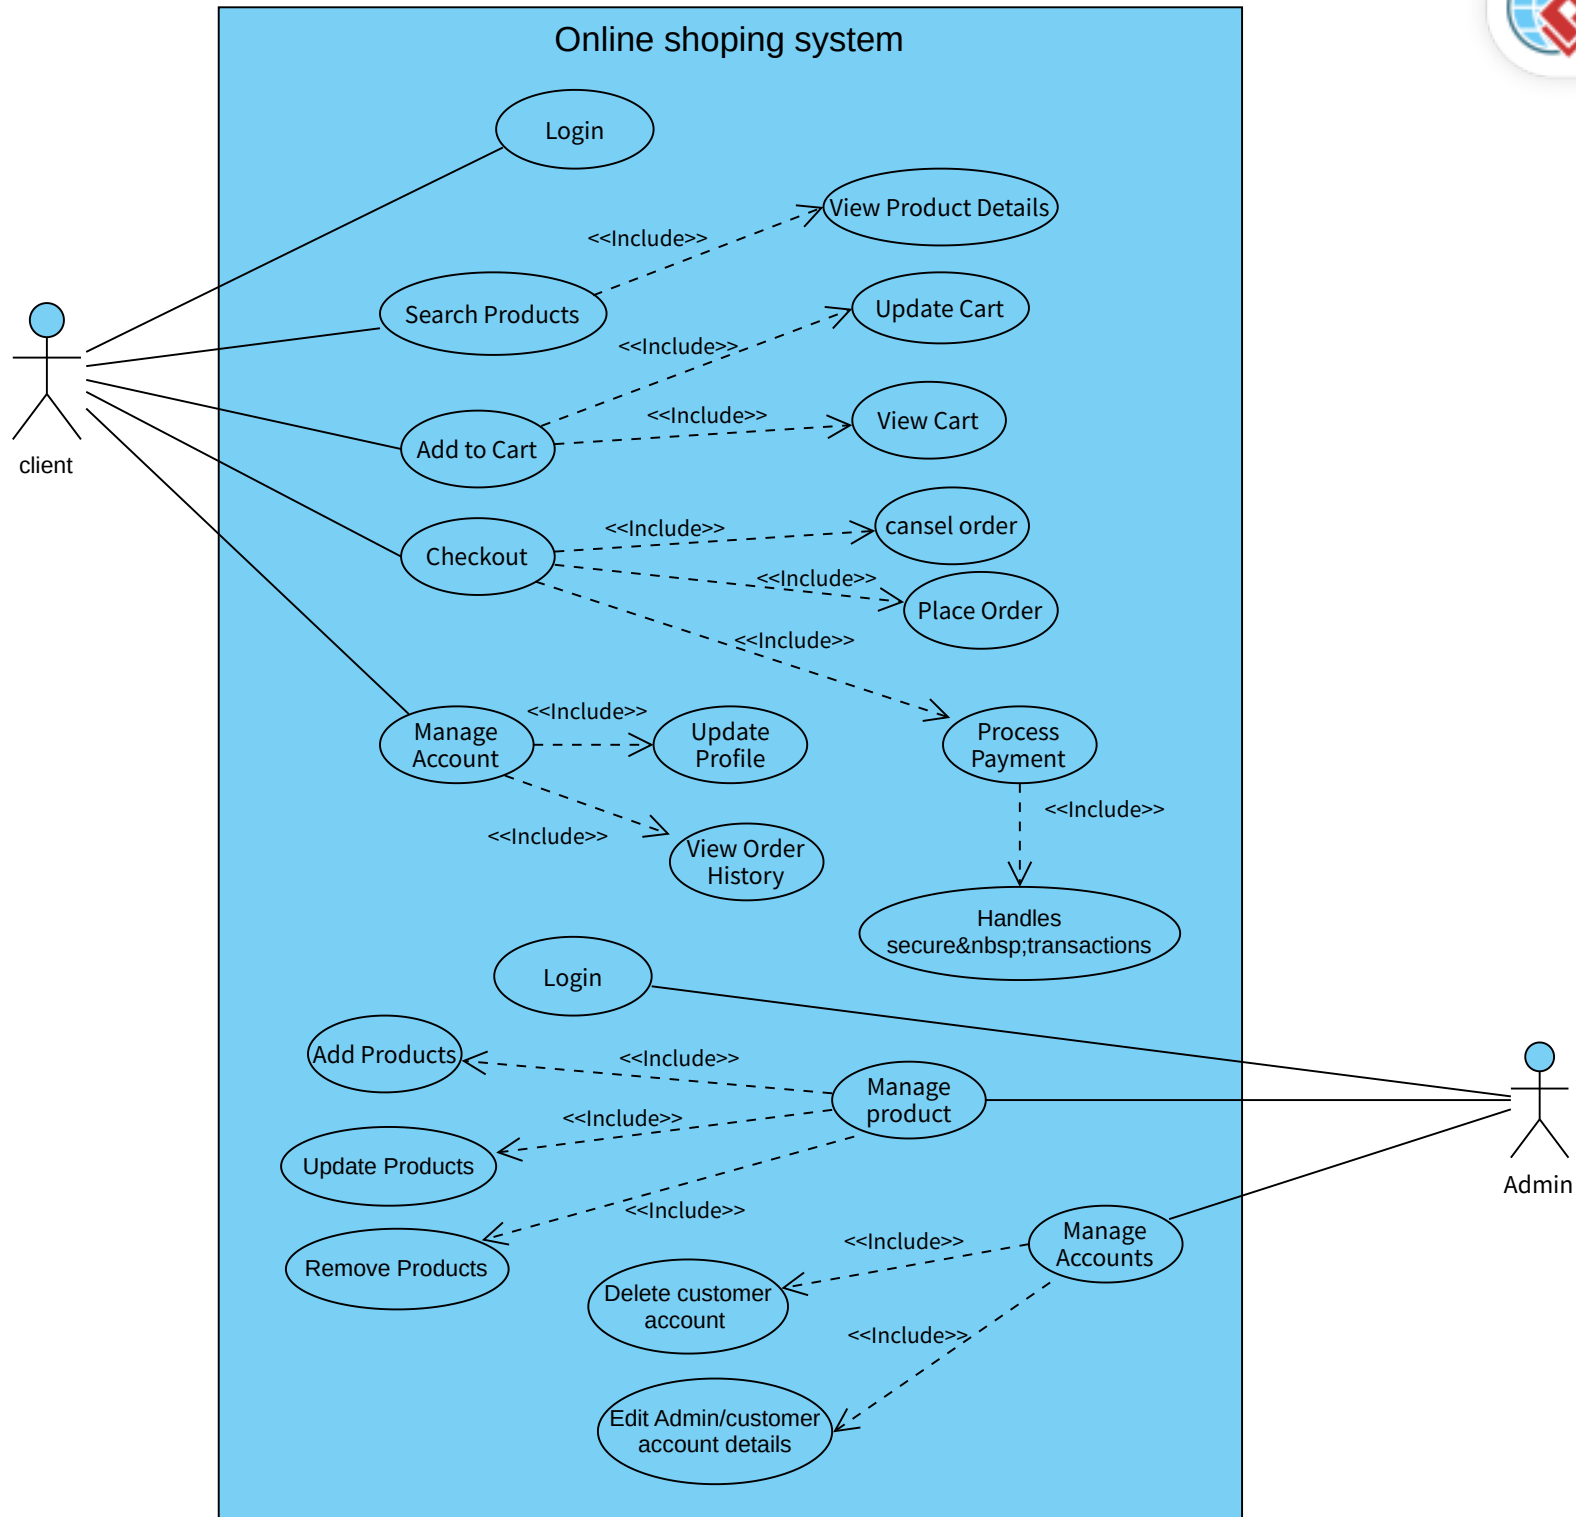 Online shoping system
Login
View Product Details
<<Include>>
Search Products
Update Cart
<<Include>>
View Cart
<<Include>>
Add to Cart
client
cansel order
<<Include>>
Checkout
<<Include>>
Place Order
<<Include>>
<<Include>>
Manage
Account
Update
Profile
Process
Payment
<<Include>>
<<Include>>
View Order
History
Handles
secure&nbsp;transactions
Login
Add Products
<<Include>>
Manage
product
<<Include>>
Update Products
Admin
<<Include>>
Manage
Accounts
<<Include>>
Remove Products
Delete customer
account
<<Include>>
Edit Admin/customer
account details